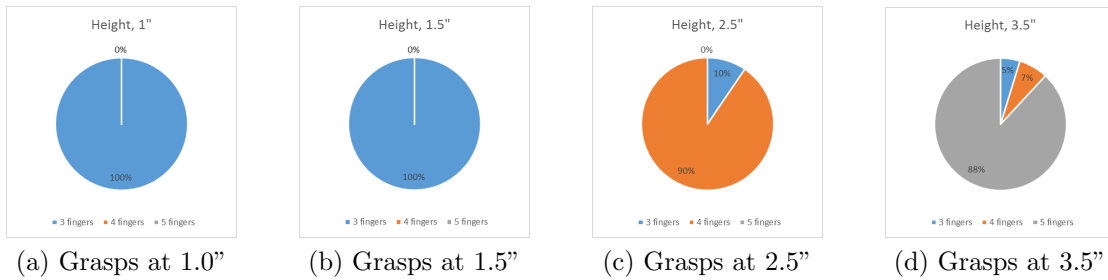 Height, 1"
0%
100%
3 fingers 4 fingers 5 fingers
(a) Grasps at 1.0”
Height, 1.5"
0%
100%
3 fingers 4 fingers 5 fingers
(b) Grasps at 1.5”
Height, 2.5"
0%
10%
90%
3 fingers 4 fingers 5 fingers
(c) Grasps at 2.5”
Height, 3.5"
5%
7%
88%
3 fingers 4 fingers 5 fingers
(d) Grasps at 3.5”